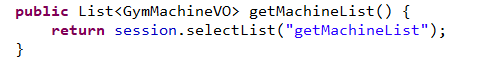 public List<GymMachineVO> getMachineList() {
    return session.selectList("getMachineList");
}